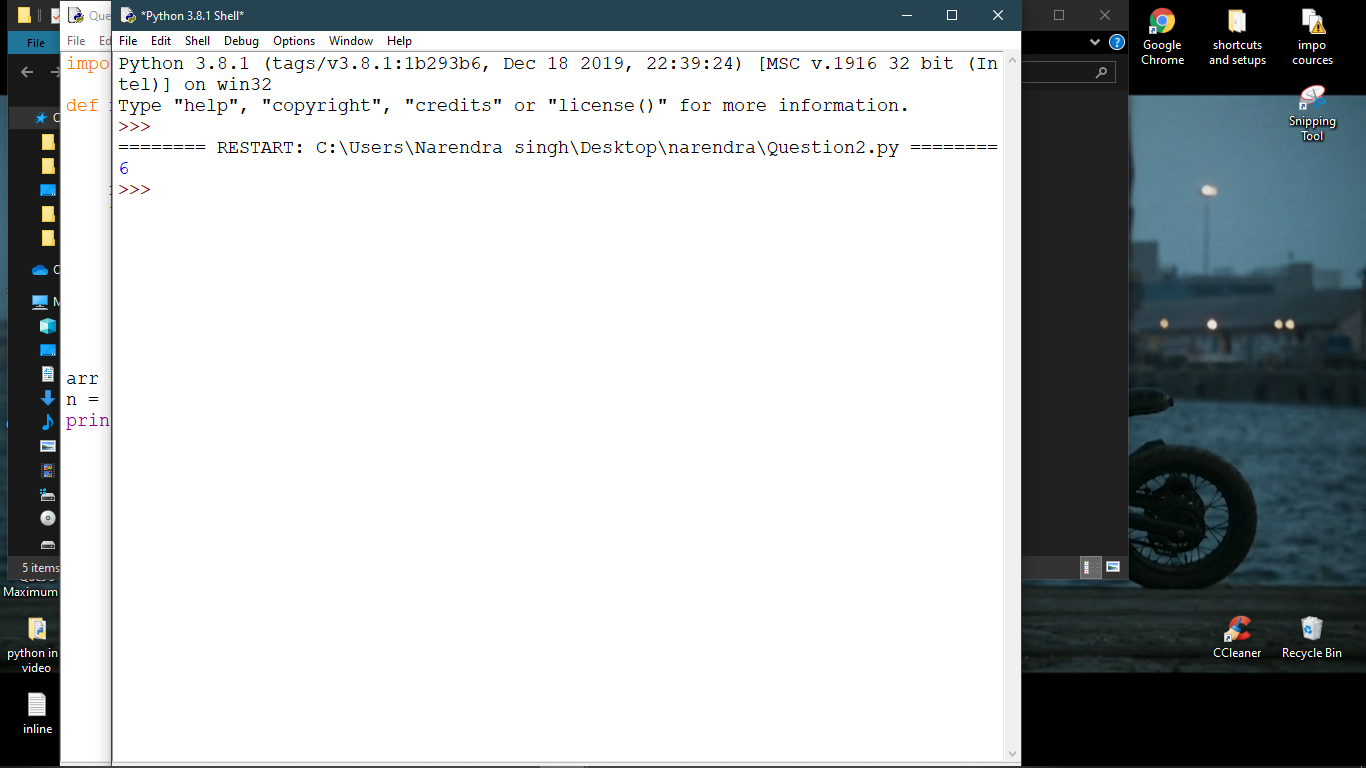 Que
*Python 3.8.1 Shell*
File
File Ed
File Edit Shell Debug Options Window Help
impo
def
arr
n =
prin
Python 3.8.1 (tags/v3.8.1:1b293b6, Dec 18 2019, 22:39:24) [MSC v.1916 32 bit (In
tel)] on win32
Type "help", "copyright", "credits" or "license()" for more information.
>>>
======== RESTART: C:\Users\Narendra singh\Desktop\narendra\Question2.py ========
6
>>>
5 items
Maximum
python in
video
inline
Google
Chrome
shortcuts
and setups
impo
cources
Snipping
Tool
CCleaner
Recycle Bin